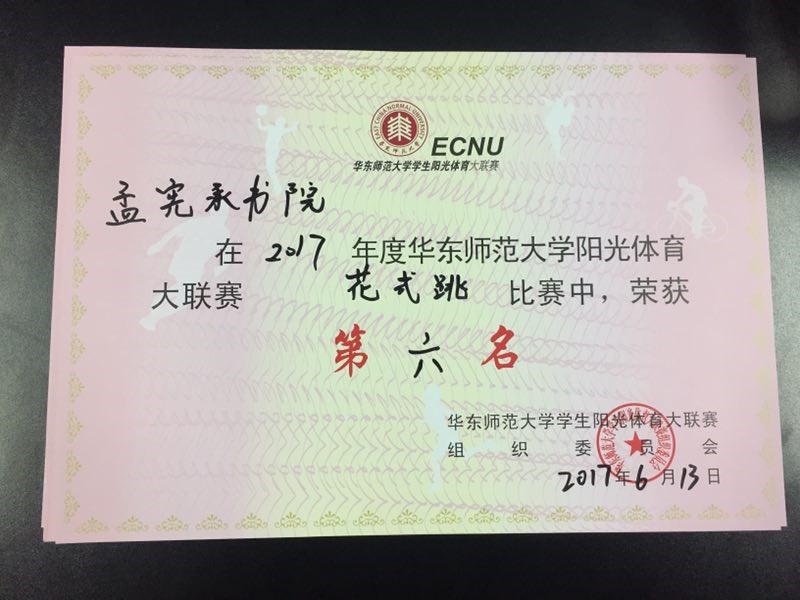 EAST CHINA NORMAL UNIVERSITY
ECNU
华东师范大学学生阳光体育大联赛
孟宪承书院
在 2017 年度华东师范大学阳光体育
大联赛 花式跳 比赛中，荣获
第六名
华东师范大学学生阳光体育大联赛
组织委员会
2017年6月13日